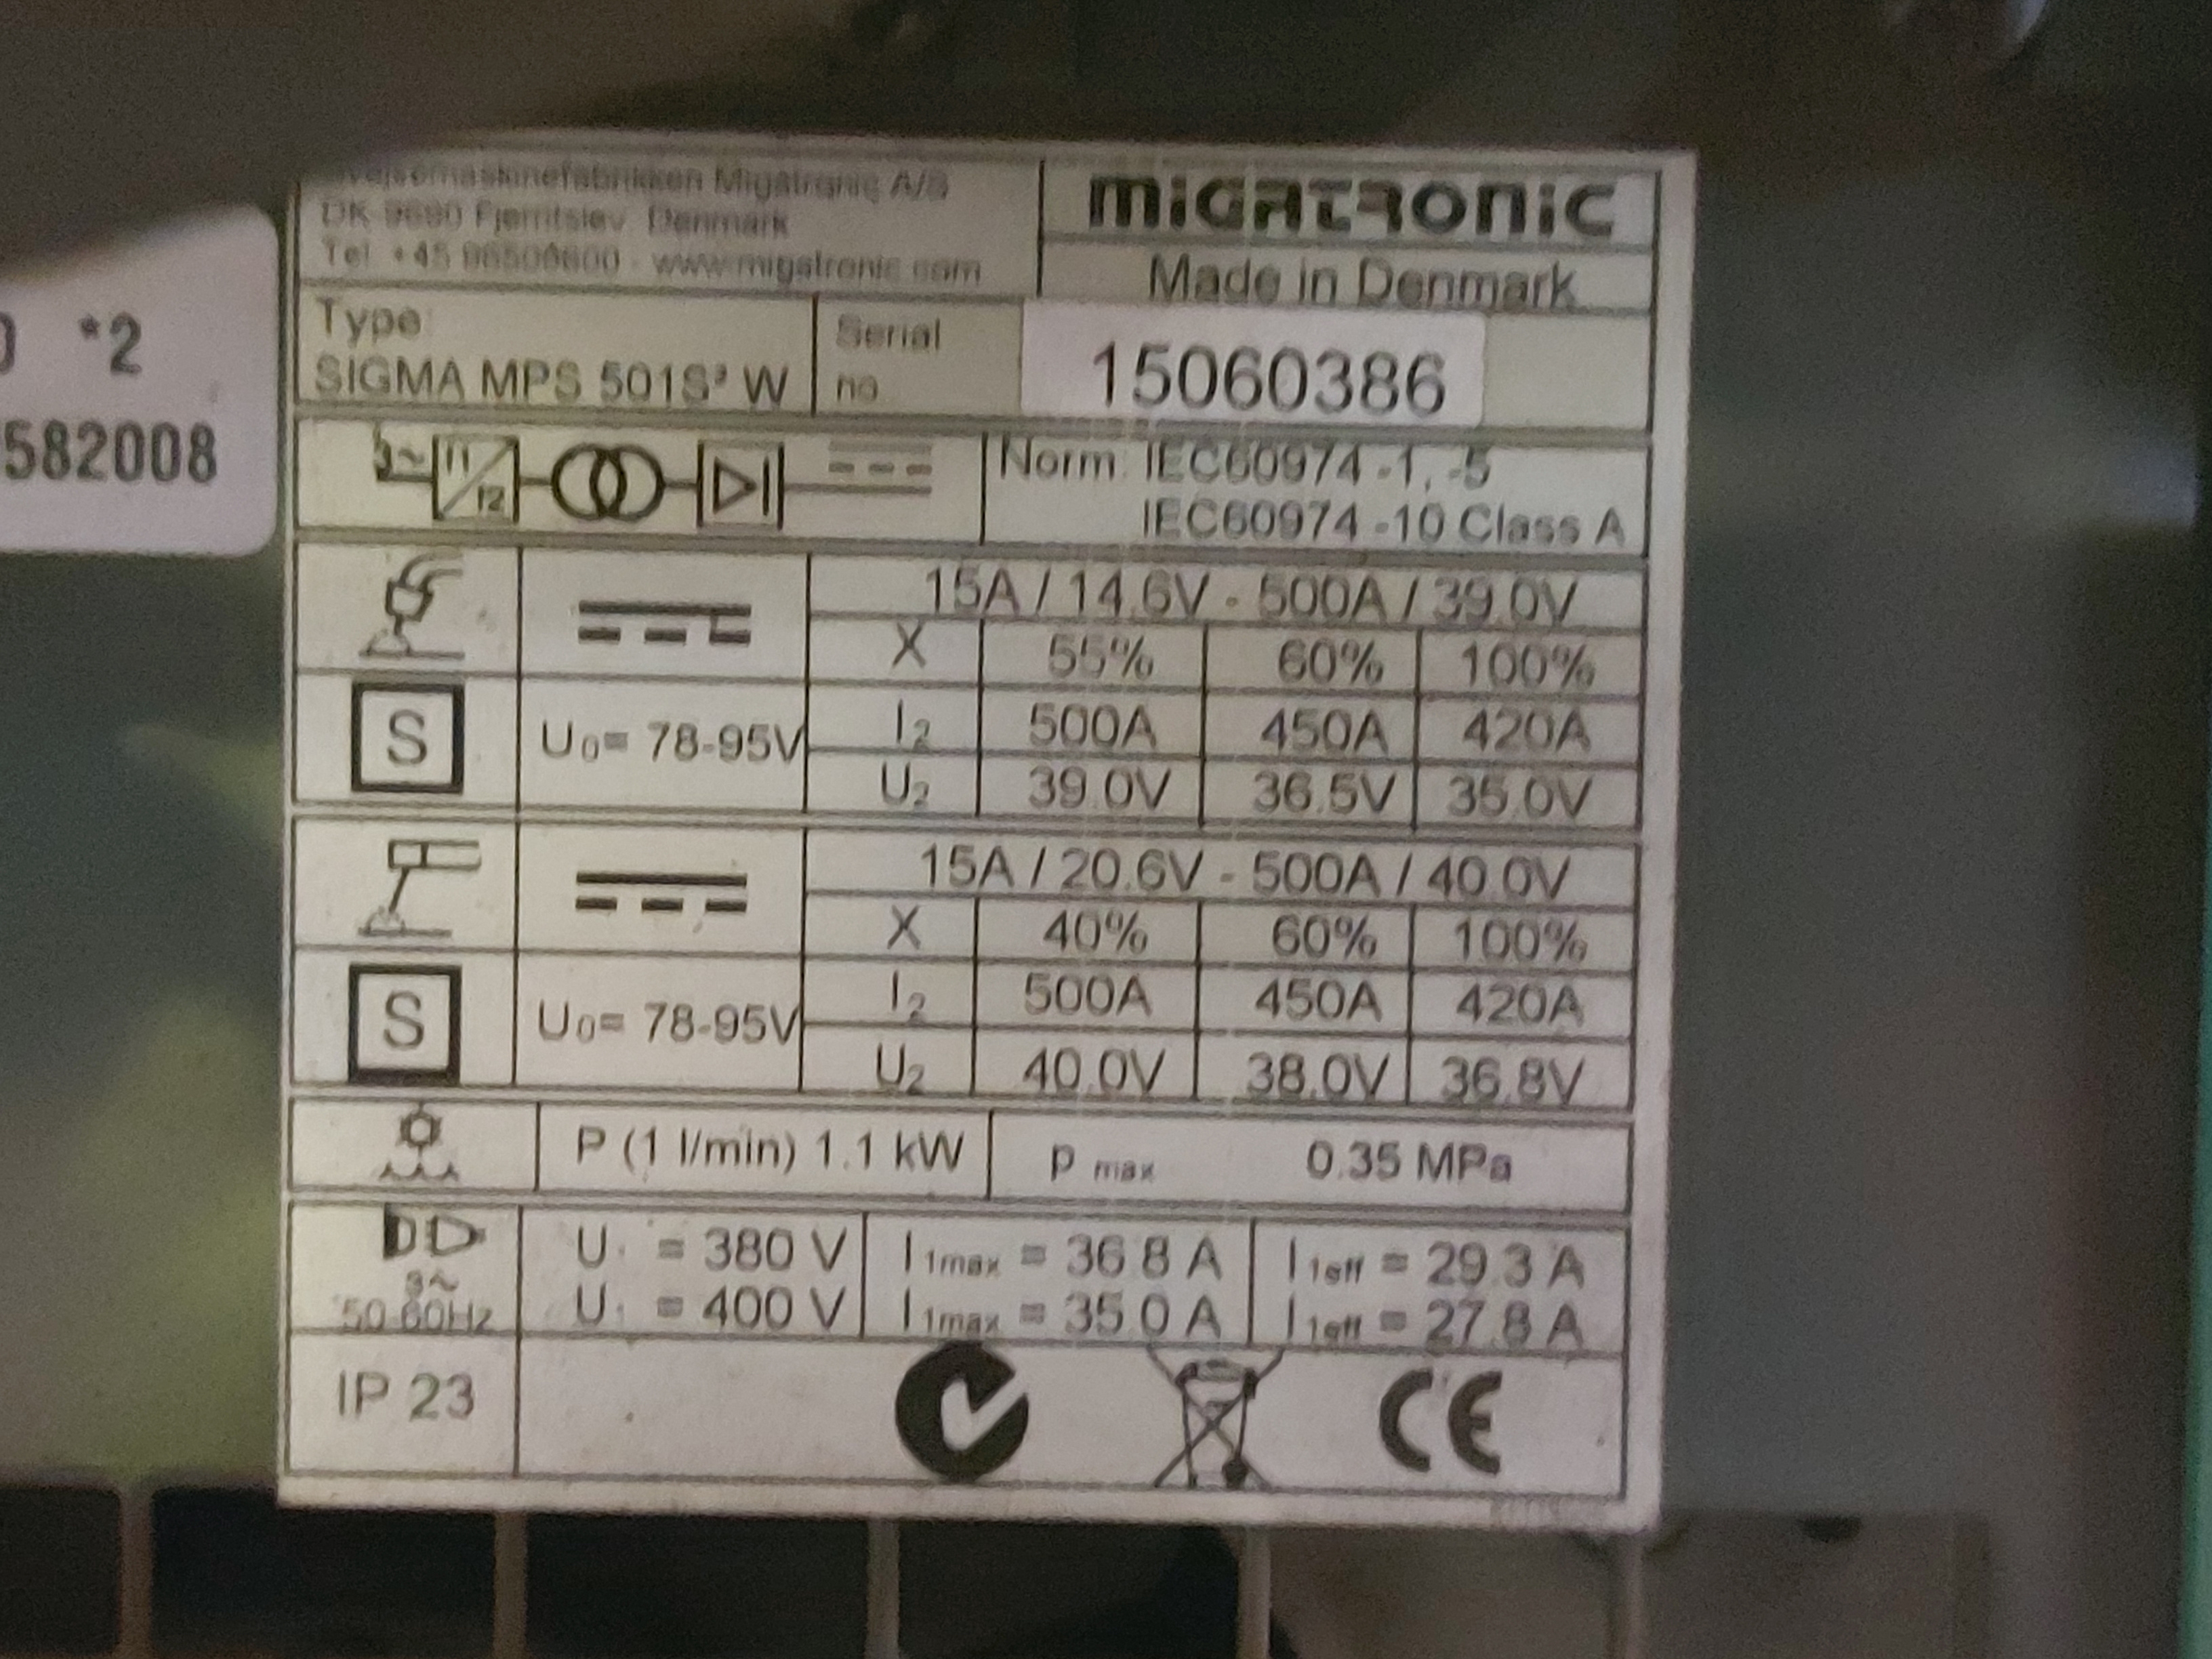 Svejsemaskinefabrikken Migatronic A/S
DK 9690 Fjerritslev Denmark
Tel +45 96500600 - www.migatronic.com
MIGATRONIC
Made in Denmark
*2
582008
Type
SIGMA MPS 501S² W
Serial
no
15060386
3~ f1 f2
Norm. IEC60974 -1, -5
IEC60974 -10 Class A
15A / 14.6V - 500A / 39.0V
X 55% 60% 100%
S U₀= 78-95V
I₂ 500A 450A 420A
U₂ 39.0V 36.5V 35.0V
15A / 20.6V - 500A / 40.0V
X 40% 60% 100%
S U₀= 78-95V
I₂ 500A 450A 420A
U₂ 40.0V 38.0V 36.8V
P (1 l/min) 1.1 kW p max 0.35 MPa
3~
50-60Hz
U₁ = 380 V I1max = 36.8 A I1eff = 29.3 A
U₁ = 400 V I1max = 35.0 A I1eff = 27.8 A
IP 23
CE